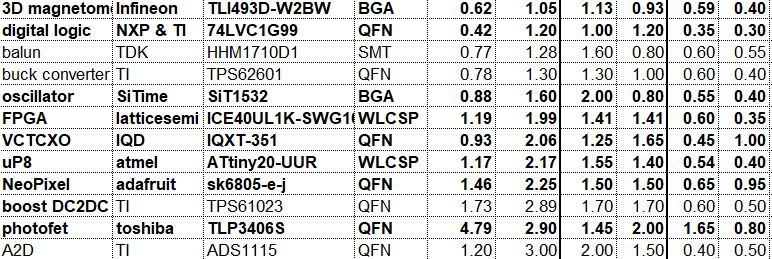 3D magnetome Infineon TLI493D-W2BW BGA 0.62 1.05 1.13 0.93 0.59 0.40
digital logic NXP & TI 74LVC1G99 QFN 0.42 1.20 1.00 1.20 0.35 0.30
balun TDK HHM1710D1 SMT 0.77 1.28 1.60 0.80 0.60 0.55
buck converter TI TPS62601 QFN 0.78 1.30 1.30 1.00 0.60 0.40
oscillator SiTime SiT1532 BGA 0.88 1.60 2.00 0.80 0.55 0.40
FPGA latticesemi ICE40UL1K-SWG16 WLCSP 1.19 1.99 1.41 1.41 0.60 0.35
VCTCXO IQD IQXT-351 QFN 0.93 2.06 1.25 1.65 0.45 1.00
uP8 atmel ATtiny20-UUR WLCSP 1.17 2.17 1.55 1.40 0.54 0.40
NeoPixel adafruit sk6805-e-j QFN 1.46 2.25 1.50 1.50 0.65 0.95
boost DC2DC TI TPS61023 QFN 1.73 2.89 1.70 1.70 0.60 0.50
photofet toshiba TLP3406S QFN 4.79 2.90 1.45 2.00 1.65 0.80
A2D TI ADS1115 QFN 1.20 3.00 2.00 1.50 0.40 0.50